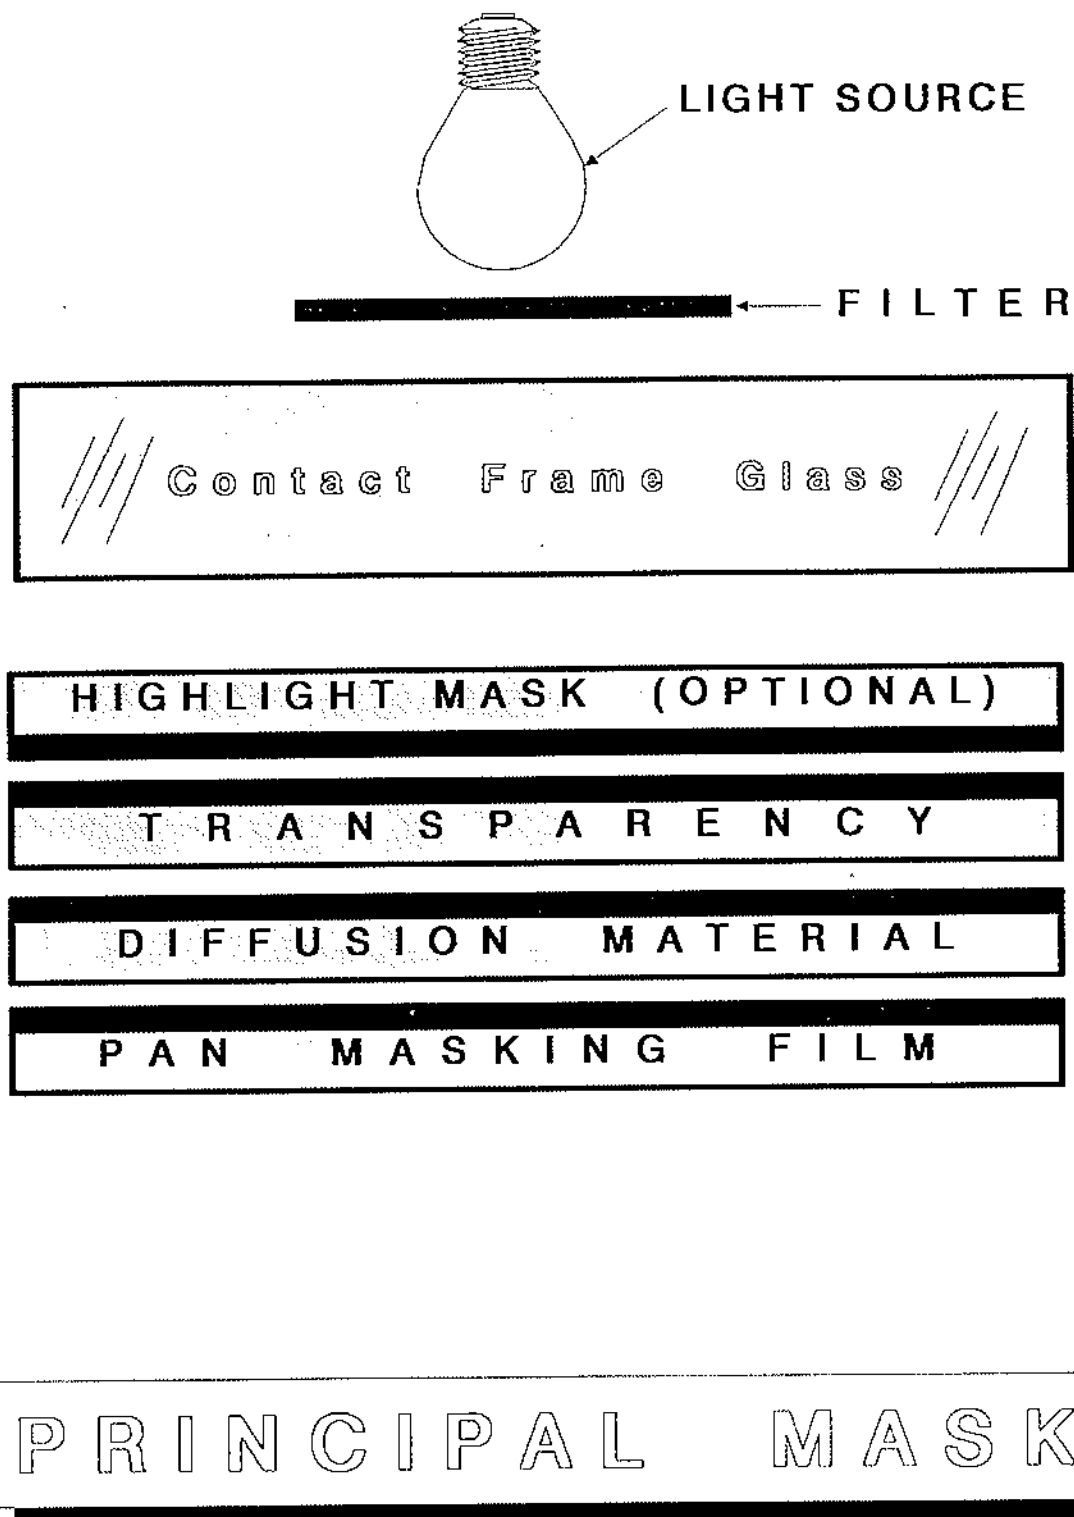 LIGHT SOURCE
FILTER
Contact Frame Glass
HIGHLIGHT MASK (OPTIONAL)
TRANSPARENCY
DIFFUSION MATERIAL
PAN MASKING FILM
PRINCIPAL MASK